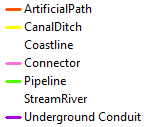 ArtificialPath
CanalDitch
Coastline
Connector
Pipeline
StreamRiver
Underground Conduit